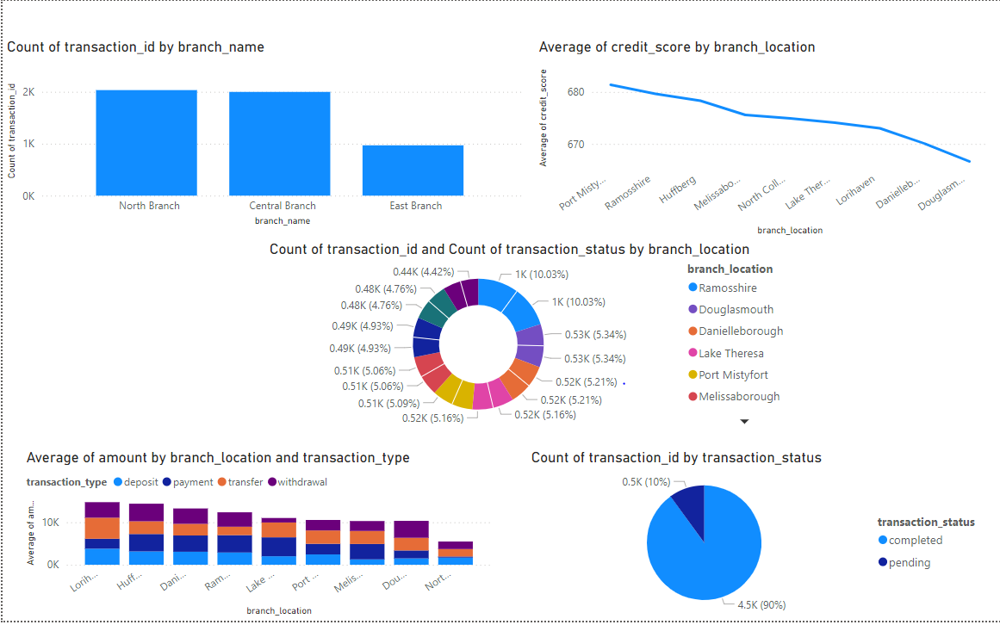 Count of transaction_id by branch_name
Count of transaction_id
2K
1K
0K
North Branch
Central Branch
East Branch
branch_name
Average of credit_score by branch_location
Average of credit_score
680
670
Port Misty...
Ramosshire
Huffberg
Melissabo...
North Coll...
Lake Ther...
Lorihaven
Danielleb...
Douglasm...
branch_location
Count of transaction_id and Count of transaction_status by branch_location
0.44K (4.42%)
1K (10.03%)
0.48K (4.76%)
1K (10.03%)
0.48K (4.76%)
0.49K (4.93%)
0.53K (5.34%)
0.49K (4.93%)
0.53K (5.34%)
0.51K (5.06%)
0.52K (5.21%)
0.51K (5.06%)
0.52K (5.21%)
0.51K (5.09%)
0.52K (5.16%)
0.52K (5.16%)
branch_location
Ramosshire
Douglasmouth
Danielleborough
Lake Theresa
Port Mistyfort
Melissaborough
Average of amount by branch_location and transaction_type
transaction_type deposit payment transfer withdrawal
Average of am...
10K
0K
Lorih...
Huff...
Dani...
Ram...
Lake ...
Port ...
Melis...
Dou...
Nort...
branch_location
Count of transaction_id by transaction_status
0.5K (10%)
4.5K (90%)
transaction_status
completed
pending